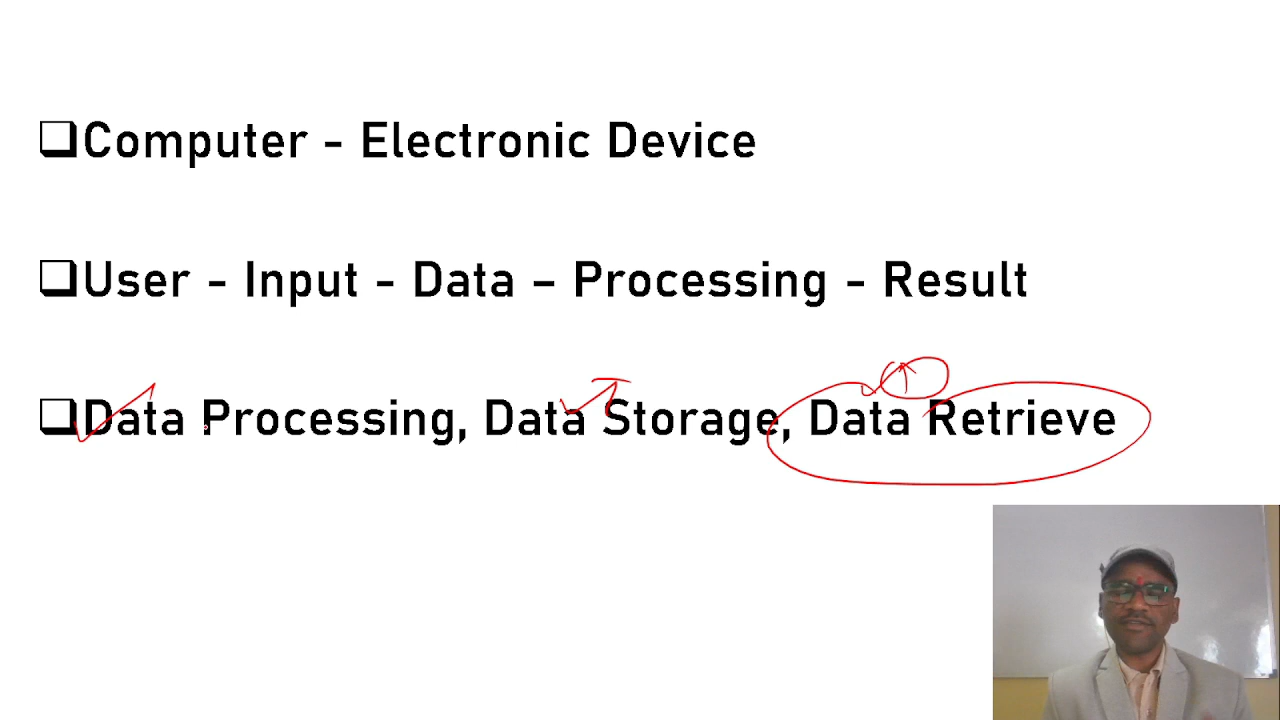 ❑Computer - Electronic Device
❑User - Input - Data – Processing - Result
❑Data Processing, Data Storage, Data Retrieve